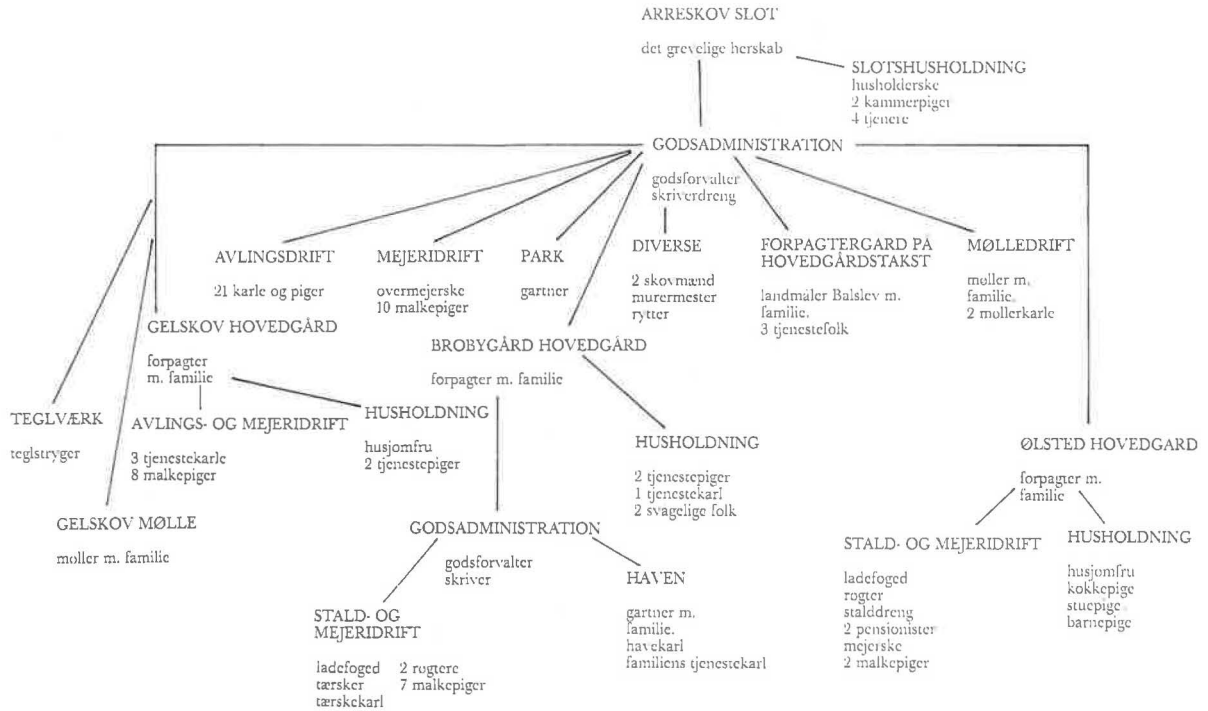 ARRESKOV SLOT
det grevelige herskab
SLOTSHUSHOLDNING
husholderske
2 kammerpiger
4 tjenere
GODSADMINISTRATION
godsforvalter
skriverdreng
AVLINGSDRIFT
21 karle og piger
MEJERIDRIFT
overmejerske
10 malkepiger
PARK
gartner
DIVERSE
2 skovmænd
murermester
rytter
FORPAGTERGARD PÅ
HOVEDGÅRDSTAKST
landmåler Balslev m.
familie.
3 tjenestefolk
MØLLEDRIFT
møller m.
familie.
2 møllerkarle
GELSKOV HOVEDGÅRD
forpagter
m. familie
BROBYGÅRD HOVEDGÅRD
forpagter m. familie
TEGLVÆRK
teglstryger
AVLINGS- OG MEJERIDRIFT
3 tjenestekarle
8 malkepiger
HUSHOLDNING
husjomfru
2 tjenestepiger
HUSHOLDNING
2 tjenestepiger
1 tjenestekarl
2 svagelige folk
ØLSTED HOVEDGARD
forpagter m.
familie
GELSKOV MØLLE
møller m. familie
GODSADMINISTRATION
godsforvalter
skriver
STALD- OG MEJERIDRIFT
ladefoged
røgter
stalddreng
2 pensionister
mejerske
2 malkepiger
HUSHOLDNING
husjomfru
kokkepige
stuepige
barnepige
STALD- OG
MEJERIDRIFT
ladefoged 2 røgtere
tærsker 7 malkepiger
tærskekarl
HAVEN
gartner m.
familie.
havekarl
familiens tjenestekarl